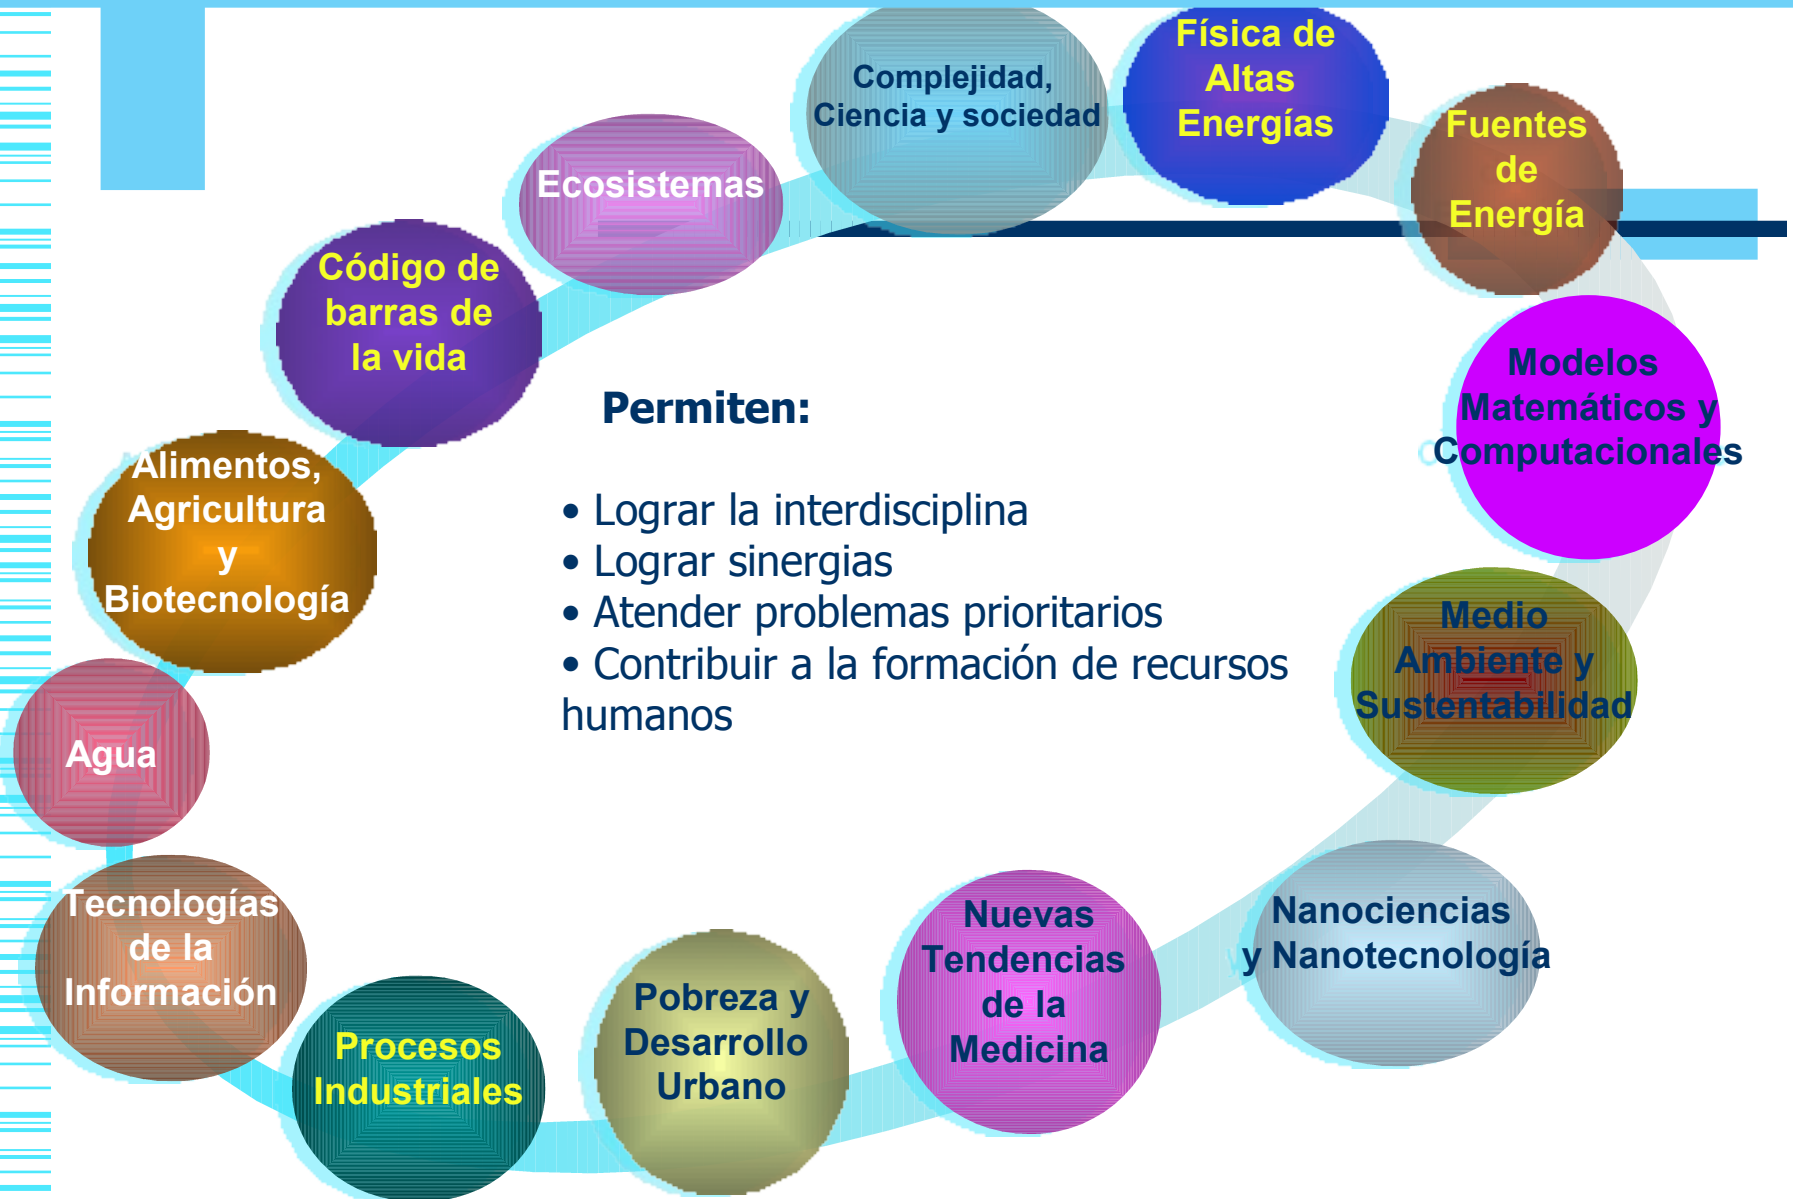 Física de
Altas
Energías
Complejidad,
Ciencia y sociedad
Fuentes
de
Energía
Ecosistemas
Código de
barras de
la vida
Modelos
Matemáticos y
Computacionales
Permiten:
Alimentos,
Agricultura
y
Biotecnología
• Lograr la interdisciplina
• Lograr sinergias
• Atender problemas prioritarios
• Contribuir a la formación de recursos
humanos
Medio
Ambiente y
Sustentabilidad
Agua
Tecnologías
de la
Información
Nuevas
Tendencias
de la
Medicina
Nanociencias
y Nanotecnología
Pobreza y
Desarrollo
Urbano
Procesos
Industriales